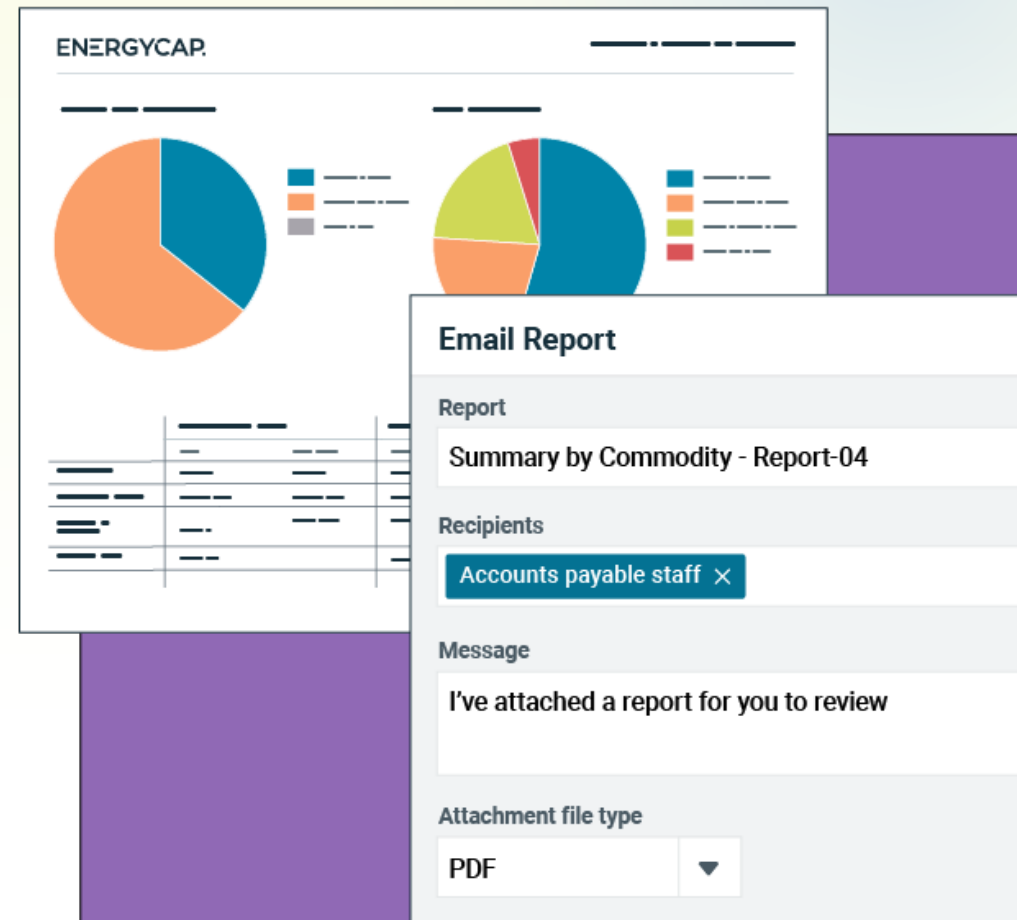 ENERGYCAP.
Email Report
Report
Summary by Commodity - Report-04
Recipients
Accounts payable staff
Message
I've attached a report for you to review
Attachment file type
PDF